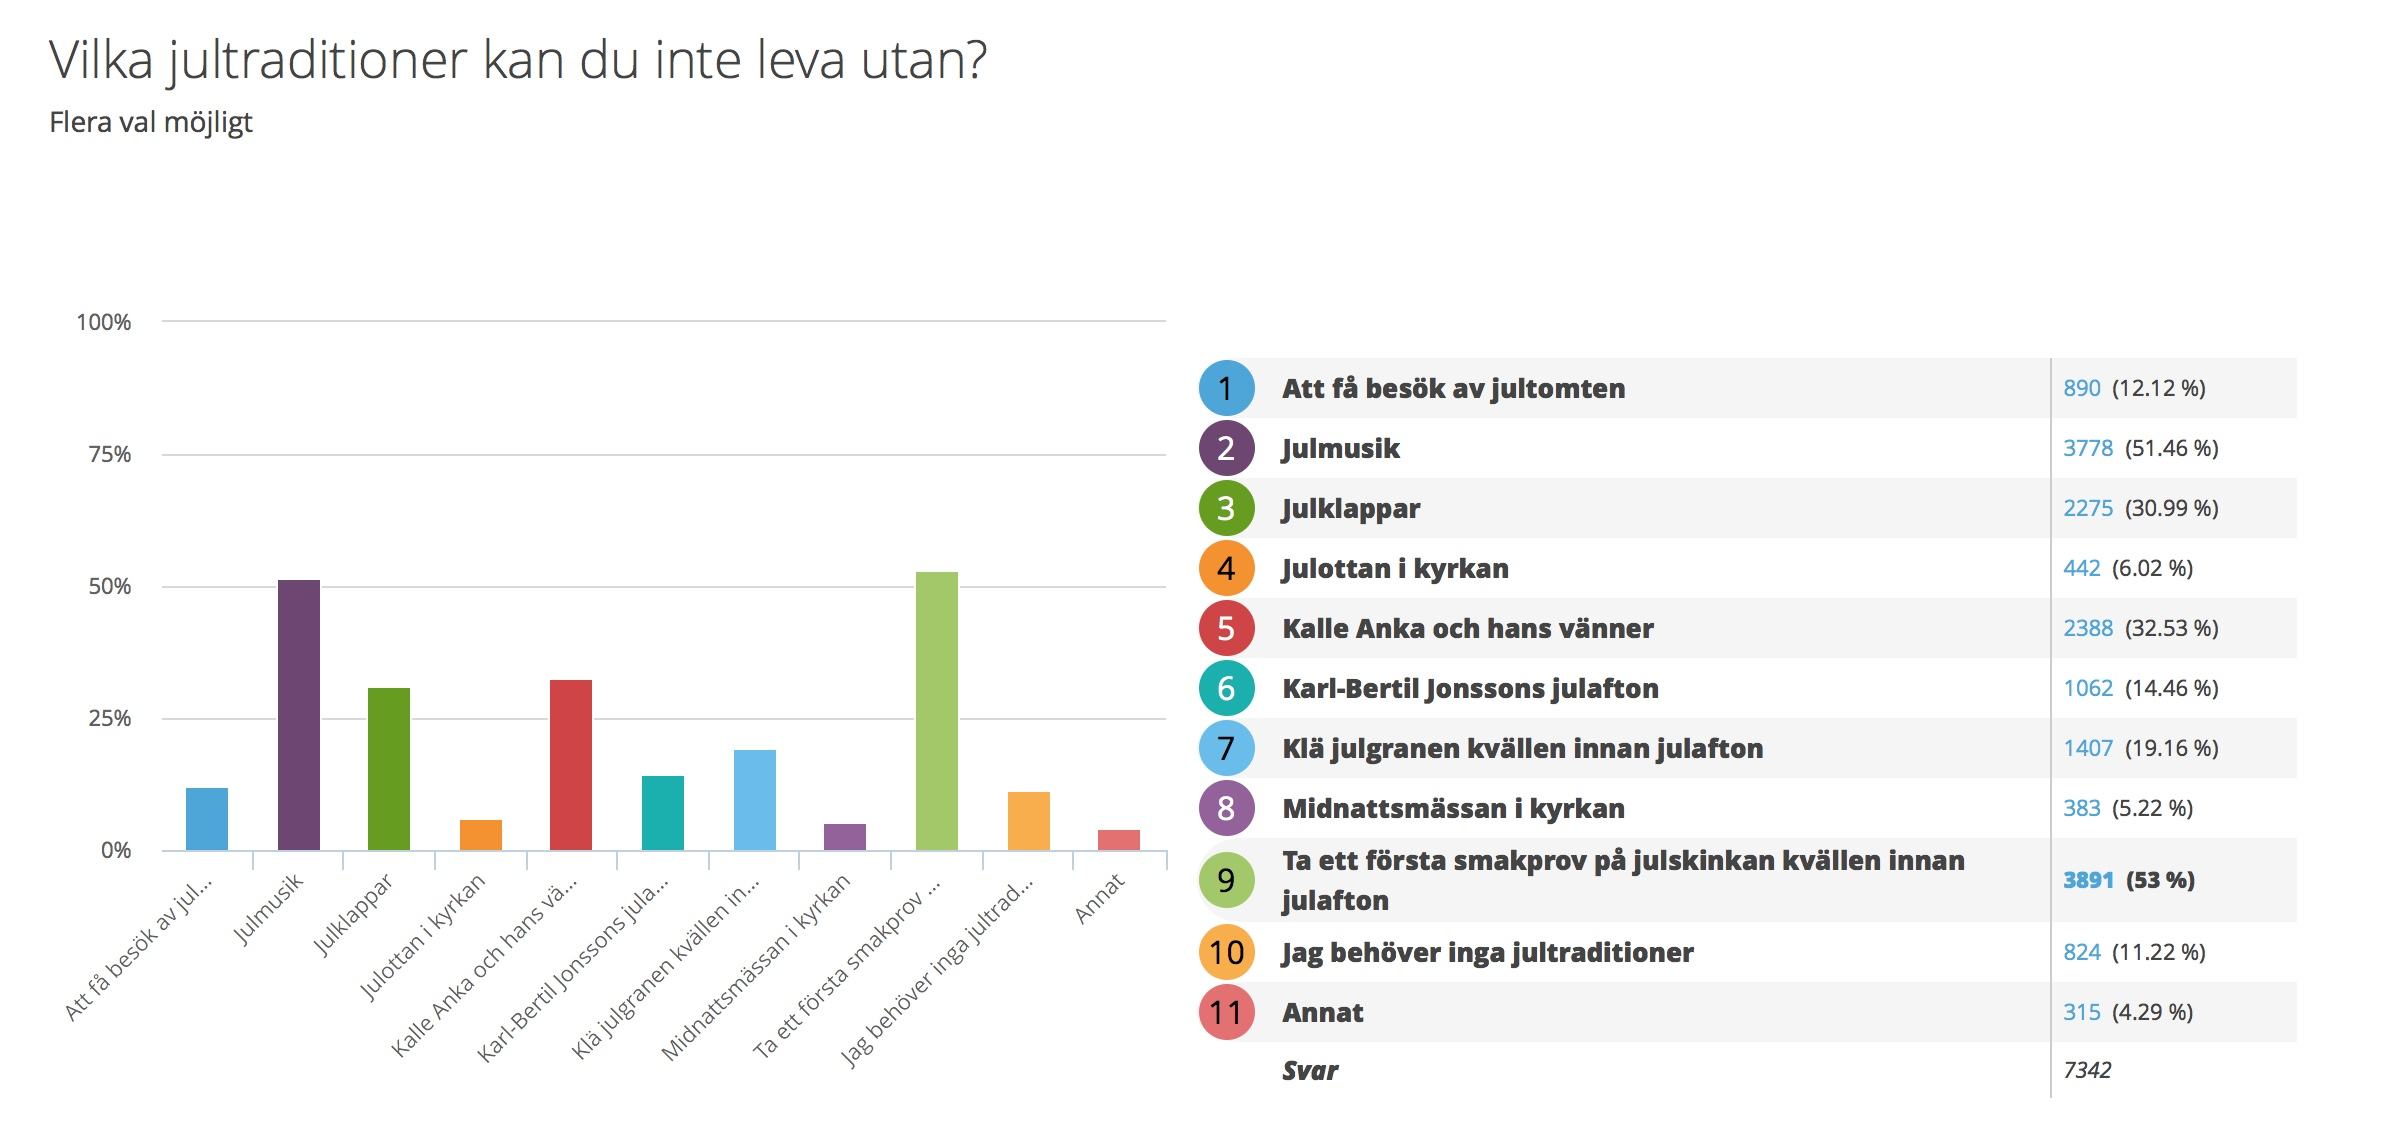 Vilka jultraditioner kan du inte leva utan?
Flera val möjligt
100%
75%
50%
25%
0%
Att få besök av jul...
Julmusik
Julklappar
Julottan i kyrkan
Kalle Anka och hans vä...
Karl-Bertil Jonssons jula...
Klä julgranen kvällen in...
Midnattsmässan i kyrkan
Ta ett första smakprov ...
Jag behöver inga jultrad...
Annat
1 Att få besök av jultomten 890 (12.12 %)
2 Julmusik 3778 (51.46 %)
3 Julklappar 2275 (30.99 %)
4 Julottan i kyrkan 442 (6.02 %)
5 Kalle Anka och hans vänner 2388 (32.53 %)
6 Karl-Bertil Jonssons julafton 1062 (14.46 %)
7 Klä julgranen kvällen innan julafton 1407 (19.16 %)
8 Midnattsmässan i kyrkan 383 (5.22 %)
9 Ta ett första smakprov på julskinkan kvällen innan
julafton 3891 (53 %)
10 Jag behöver inga jultraditioner 824 (11.22 %)
11 Annat 315 (4.29 %)
Svar 7342